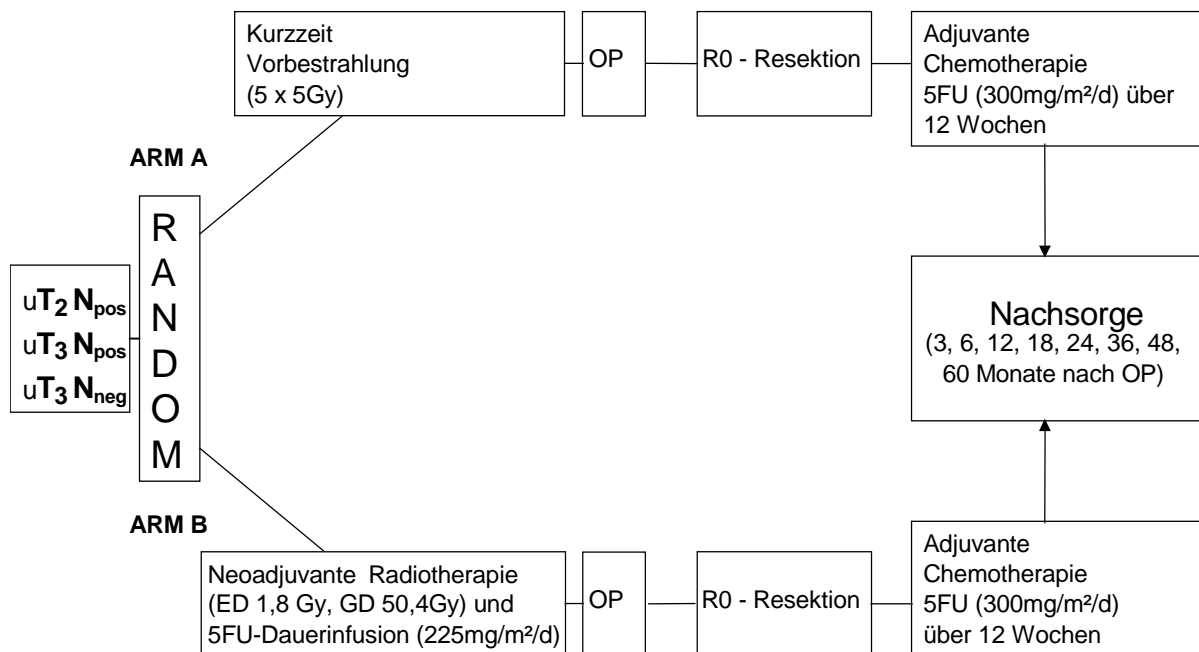 Kurzzeit
Vorbestrahlung
(5 x 5Gy)
OP
R0 - Resektion
Adjuvante
Chemotherapie
5FU (300mg/m²/d) über
12 Wochen
ARM A
R
A
N
D
O
M
uT2 Npos
uT3 Npos
uT3 Nneg
Nachsorge
(3, 6, 12, 18, 24, 36, 48,
60 Monate nach OP)
ARM B
Neoadjuvante Radiotherapie
(ED 1,8 Gy, GD 50,4Gy) und
5FU-Dauerinfusion (225mg/m²/d)
OP
R0 - Resektion
Adjuvante
Chemotherapie
5FU (300mg/m²/d)
über 12 Wochen